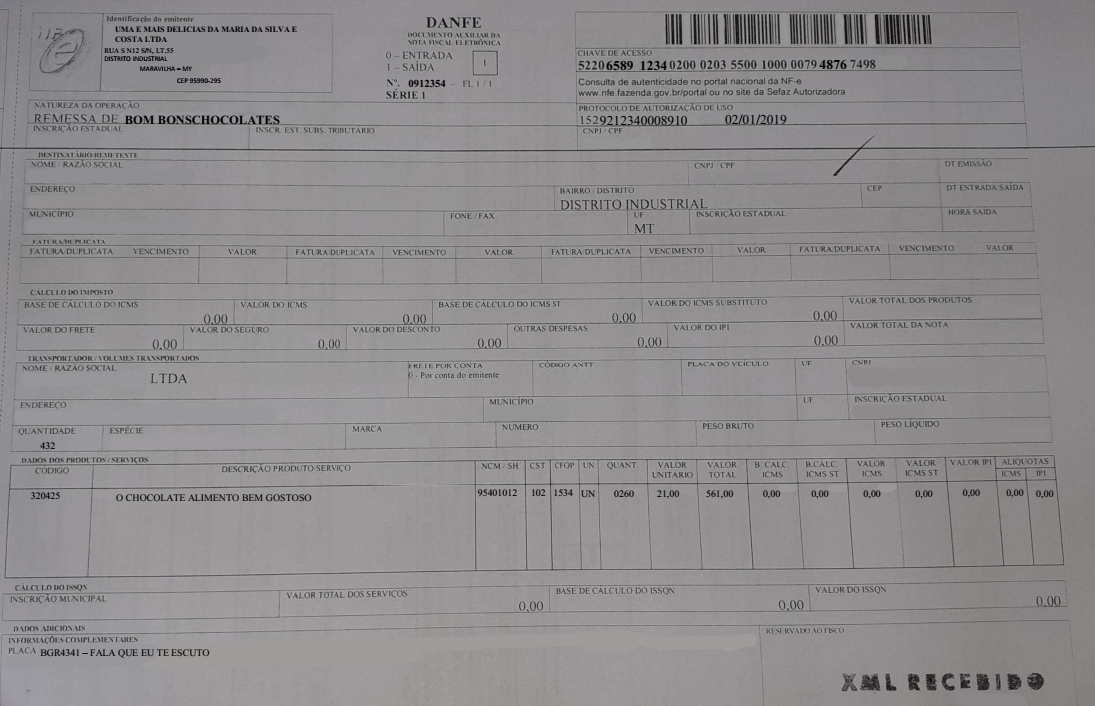 NF e
Identificação do emitente
UMA E MAIS DELICIAS DA MARIA DA SILVA E
COSTA LTDA
RUA S N12 S/N, LT.55
DISTRITO INDUSTRIAL
MARAVILHA – MY
CEP 95990-295
DANFE
DOCUMENTO AUXILIAR DA
NOTA FISCAL ELETRÔNICA
0 – ENTRADA
1 – SAÍDA
1
Nº. 0912354 – FL 1 / 1
SÉRIE 1
CHAVE DE ACESSO
52206589 1234 0200 0203 5500 1000 0079 4876 7498
Consulta de autenticidade no portal nacional da NF-e
www.nfe.fazenda.gov.br/portal ou no site da Sefaz Autorizadora
NATUREZA DA OPERAÇÃO
REMESSA DE BOM BONSCHOCOLATES
PROTOCOLO DE AUTORIZAÇÃO DE USO
1529212340008910 02/01/2019
INSCRIÇÃO ESTADUAL
INSCR. EST. SUBS. TRIBUTÁRIO
CNPJ / CPF
DESTINATÁRIO/REMETENTE
NOME / RAZÃO SOCIAL
CNPJ / CPF
DT EMISSÃO
ENDEREÇO
BAIRRO / DISTRITO
DISTRITO INDUSTRIAL
CEP
DT ENTRADA SAÍDA
MUNICÍPIO
FONE / FAX
UF
MT
INSCRIÇÃO ESTADUAL
HORA SAÍDA
FATURA/DUPLICATA
FATURA/DUPLICATA VENCIMENTO VALOR FATURA/DUPLICATA VENCIMENTO VALOR FATURA/DUPLICATA VENCIMENTO VALOR FATURA/DUPLICATA VENCIMENTO VALOR
CÁLCULO DO IMPOSTO
BASE DE CÁLCULO DO ICMS
0,00
VALOR DO ICMS
0,00
BASE DE CÁLCULO DO ICMS ST
0,00
VALOR DO ICMS SUBSTITUTO
0,00
VALOR TOTAL DOS PRODUTOS
VALOR DO FRETE
0,00
VALOR DO SEGURO
0,00
VALOR DO DESCONTO
0,00
OUTRAS DESPESAS
0,00
VALOR DO IPI
0,00
VALOR TOTAL DA NOTA
TRANSPORTADOR / VOLUMES TRANSPORTADOS
NOME / RAZÃO SOCIAL
LTDA
FRETE POR CONTA
0 - Por conta do emitente
CÓDIGO ANTT
PLACA DO VEÍCULO
UF
CNPJ
ENDEREÇO
MUNICÍPIO
UF
INSCRIÇÃO ESTADUAL
QUANTIDADE
432
ESPÉCIE
MARCA
NUMERO
PESO BRUTO
PESO LÍQUIDO
DADOS DOS PRODUTOS / SERVIÇOS
CÓDIGO DESCRIÇÃO PRODUTO/SERVIÇO NCM / SH CST CFOP UN QUANT. VALOR UNITÁRIO VALOR TOTAL B. CALC. ICMS B.CALC. ICMS ST VALOR ICMS VALOR ICMS ST VALOR IPI ALIQUOTAS ICMS IPI
320425 O CHOCOLATE ALIMENTO BEM GOSTOSO 95401012 102 1534 UN 0260 21,00 561,00 0,00 0,00 0,00 0,00 0,00 0,00 0,00
CÁLCULO DO ISSQN
INSCRIÇÃO MUNICIPAL
VALOR TOTAL DOS SERVIÇOS
0,00
BASE DE CÁLCULO DO ISSQN
0,00
VALOR DO ISSQN
0,00
DADOS ADICIONAIS
INFORMAÇÕES COMPLEMENTARES
PLACA BGR4341 – FALA QUE EU TE ESCUTO
RESERVADO AO FISCO
XML RECEBIDO